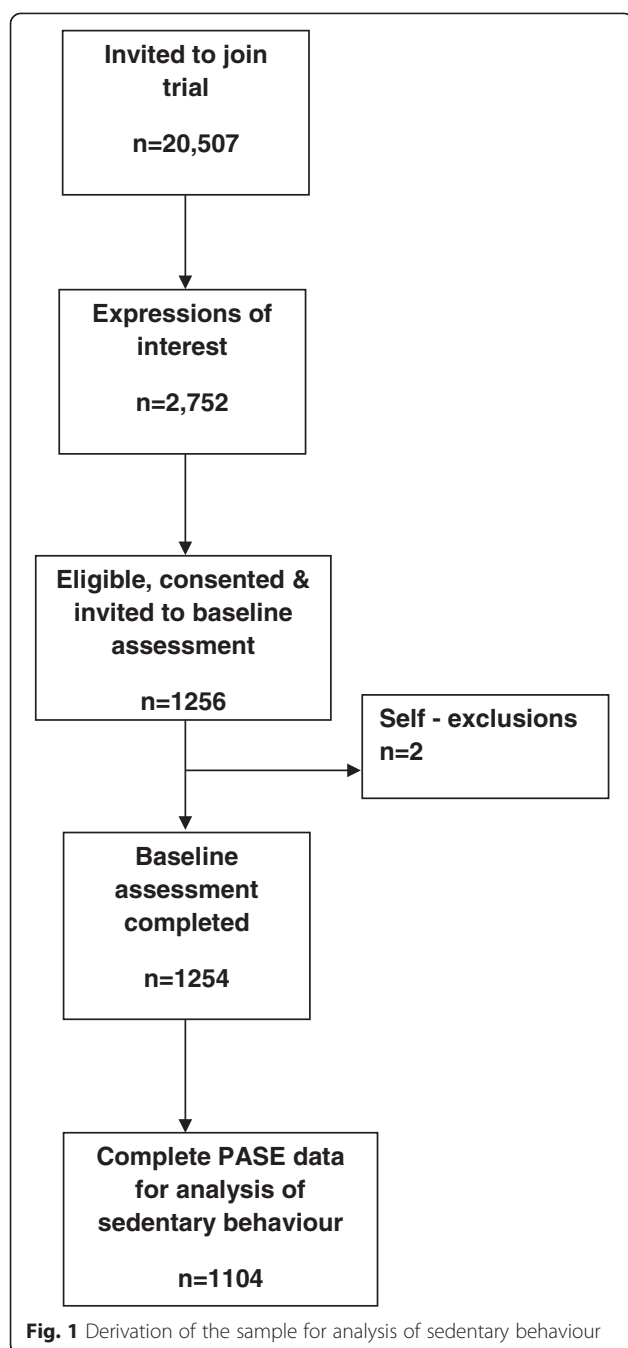 Invited to join
trial
n=20,507
Expressions of
interest
n=2,752
Eligible, consented &
invited to baseline
assessment
n=1256
Self - exclusions
n=2
Baseline
assessment
completed
n=1254
Complete PASE data
for analysis of
sedentary behaviour
n=1104
Fig. 1 Derivation of the sample for analysis of sedentary behaviour